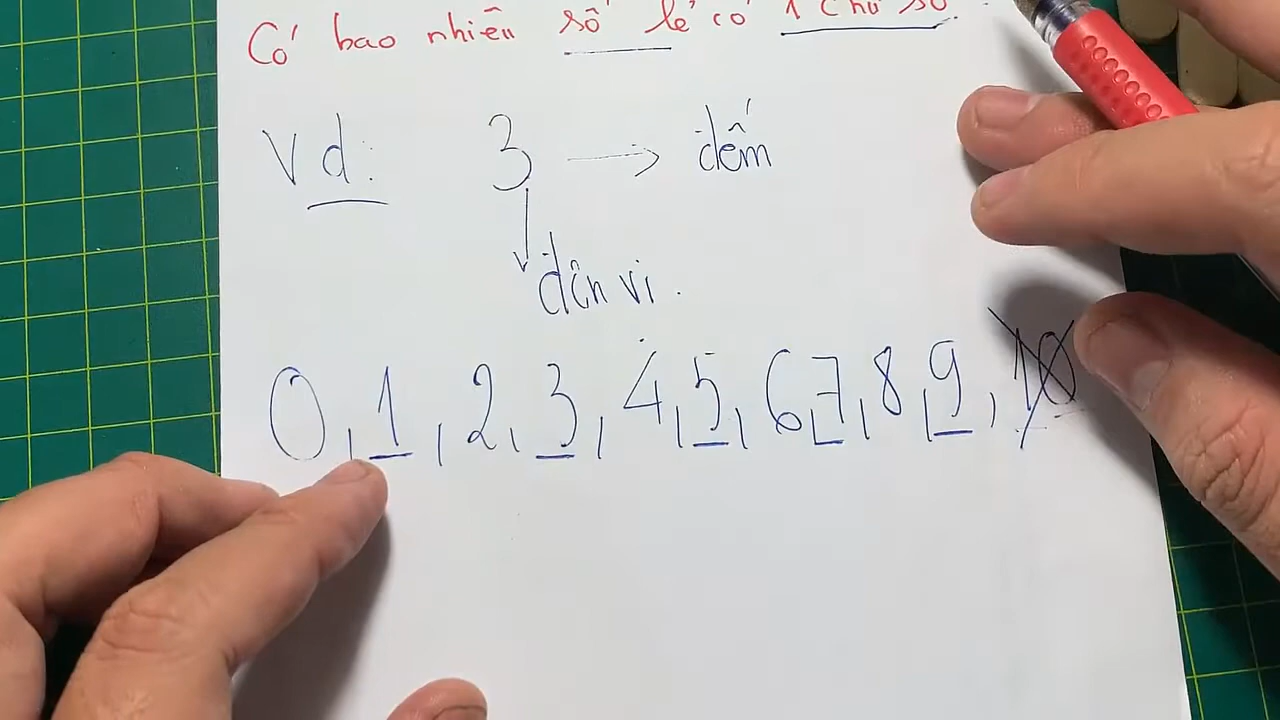 Có bao nhiêu số lẻ có 1 chữ số.
Vd: 3 → đếm
đơn vị.
0, 1, 2, 3, 4, 5, 6, 7, 8, 9, 10